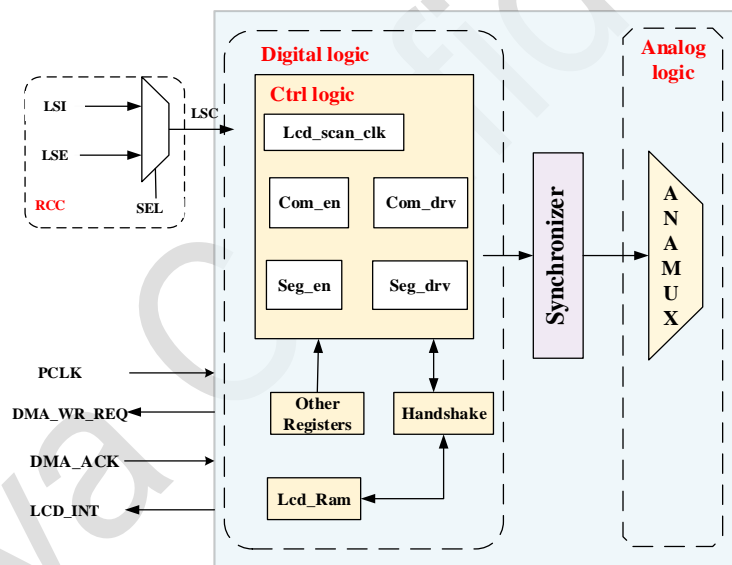 Digital logic
Analog
logic
Ctrl logic
LSI
LSC
Lcd_scan_clk
LSE
RCC
SEL
Com_en
Com_drv
Seg_en
Seg_drv
Synchronizer
A
N
A
M
U
X
PCLK
DMA_WR_REQ
Other
Registers
Handshake
DMA_ACK
Lcd_Ram
LCD_INT